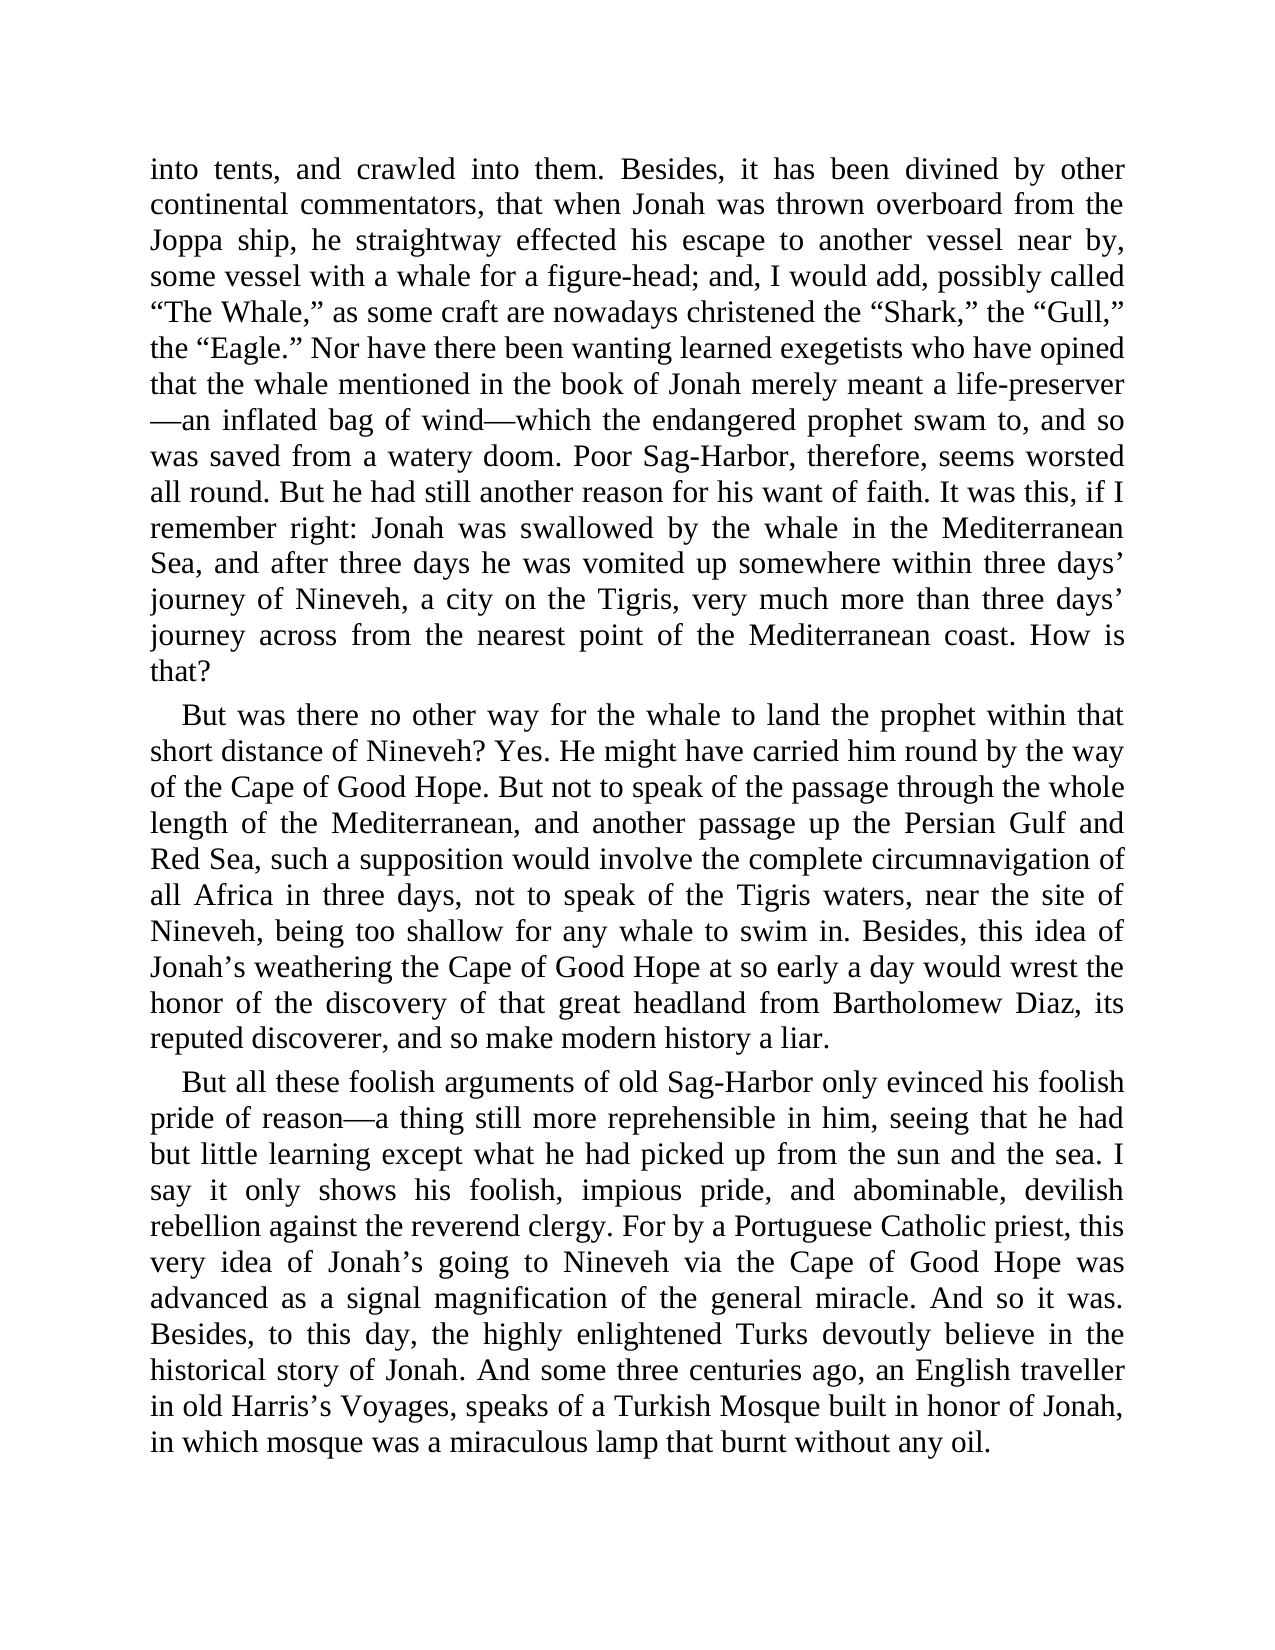 into tents, and crawled into them. Besides, it has been divined by other
continental commentators, that when Jonah was thrown overboard from the
Joppa ship, he straightway effected his escape to another vessel near by,
some vessel with a whale for a figure-head; and, I would add, possibly called
“The Whale,” as some craft are nowadays christened the “Shark,” the “Gull,”
the “Eagle.” Nor have there been wanting learned exegetists who have opined
that the whale mentioned in the book of Jonah merely meant a life-preserver
—an inflated bag of wind—which the endangered prophet swam to, and so
was saved from a watery doom. Poor Sag-Harbor, therefore, seems worsted
all round. But he had still another reason for his want of faith. It was this, if I
remember right: Jonah was swallowed by the whale in the Mediterranean
Sea, and after three days he was vomited up somewhere within three days’
journey of Nineveh, a city on the Tigris, very much more than three days’
journey across from the nearest point of the Mediterranean coast. How is
that?
But was there no other way for the whale to land the prophet within that
short distance of Nineveh? Yes. He might have carried him round by the way
of the Cape of Good Hope. But not to speak of the passage through the whole
length of the Mediterranean, and another passage up the Persian Gulf and
Red Sea, such a supposition would involve the complete circumnavigation of
all Africa in three days, not to speak of the Tigris waters, near the site of
Nineveh, being too shallow for any whale to swim in. Besides, this idea of
Jonah’s weathering the Cape of Good Hope at so early a day would wrest the
honor of the discovery of that great headland from Bartholomew Diaz, its
reputed discoverer, and so make modern history a liar.
But all these foolish arguments of old Sag-Harbor only evinced his foolish
pride of reason—a thing still more reprehensible in him, seeing that he had
but little learning except what he had picked up from the sun and the sea. I
say it only shows his foolish, impious pride, and abominable, devilish
rebellion against the reverend clergy. For by a Portuguese Catholic priest, this
very idea of Jonah’s going to Nineveh via the Cape of Good Hope was
advanced as a signal magnification of the general miracle. And so it was.
Besides, to this day, the highly enlightened Turks devoutly believe in the
historical story of Jonah. And some three centuries ago, an English traveller
in old Harris’s Voyages, speaks of a Turkish Mosque built in honor of Jonah,
in which mosque was a miraculous lamp that burnt without any oil.